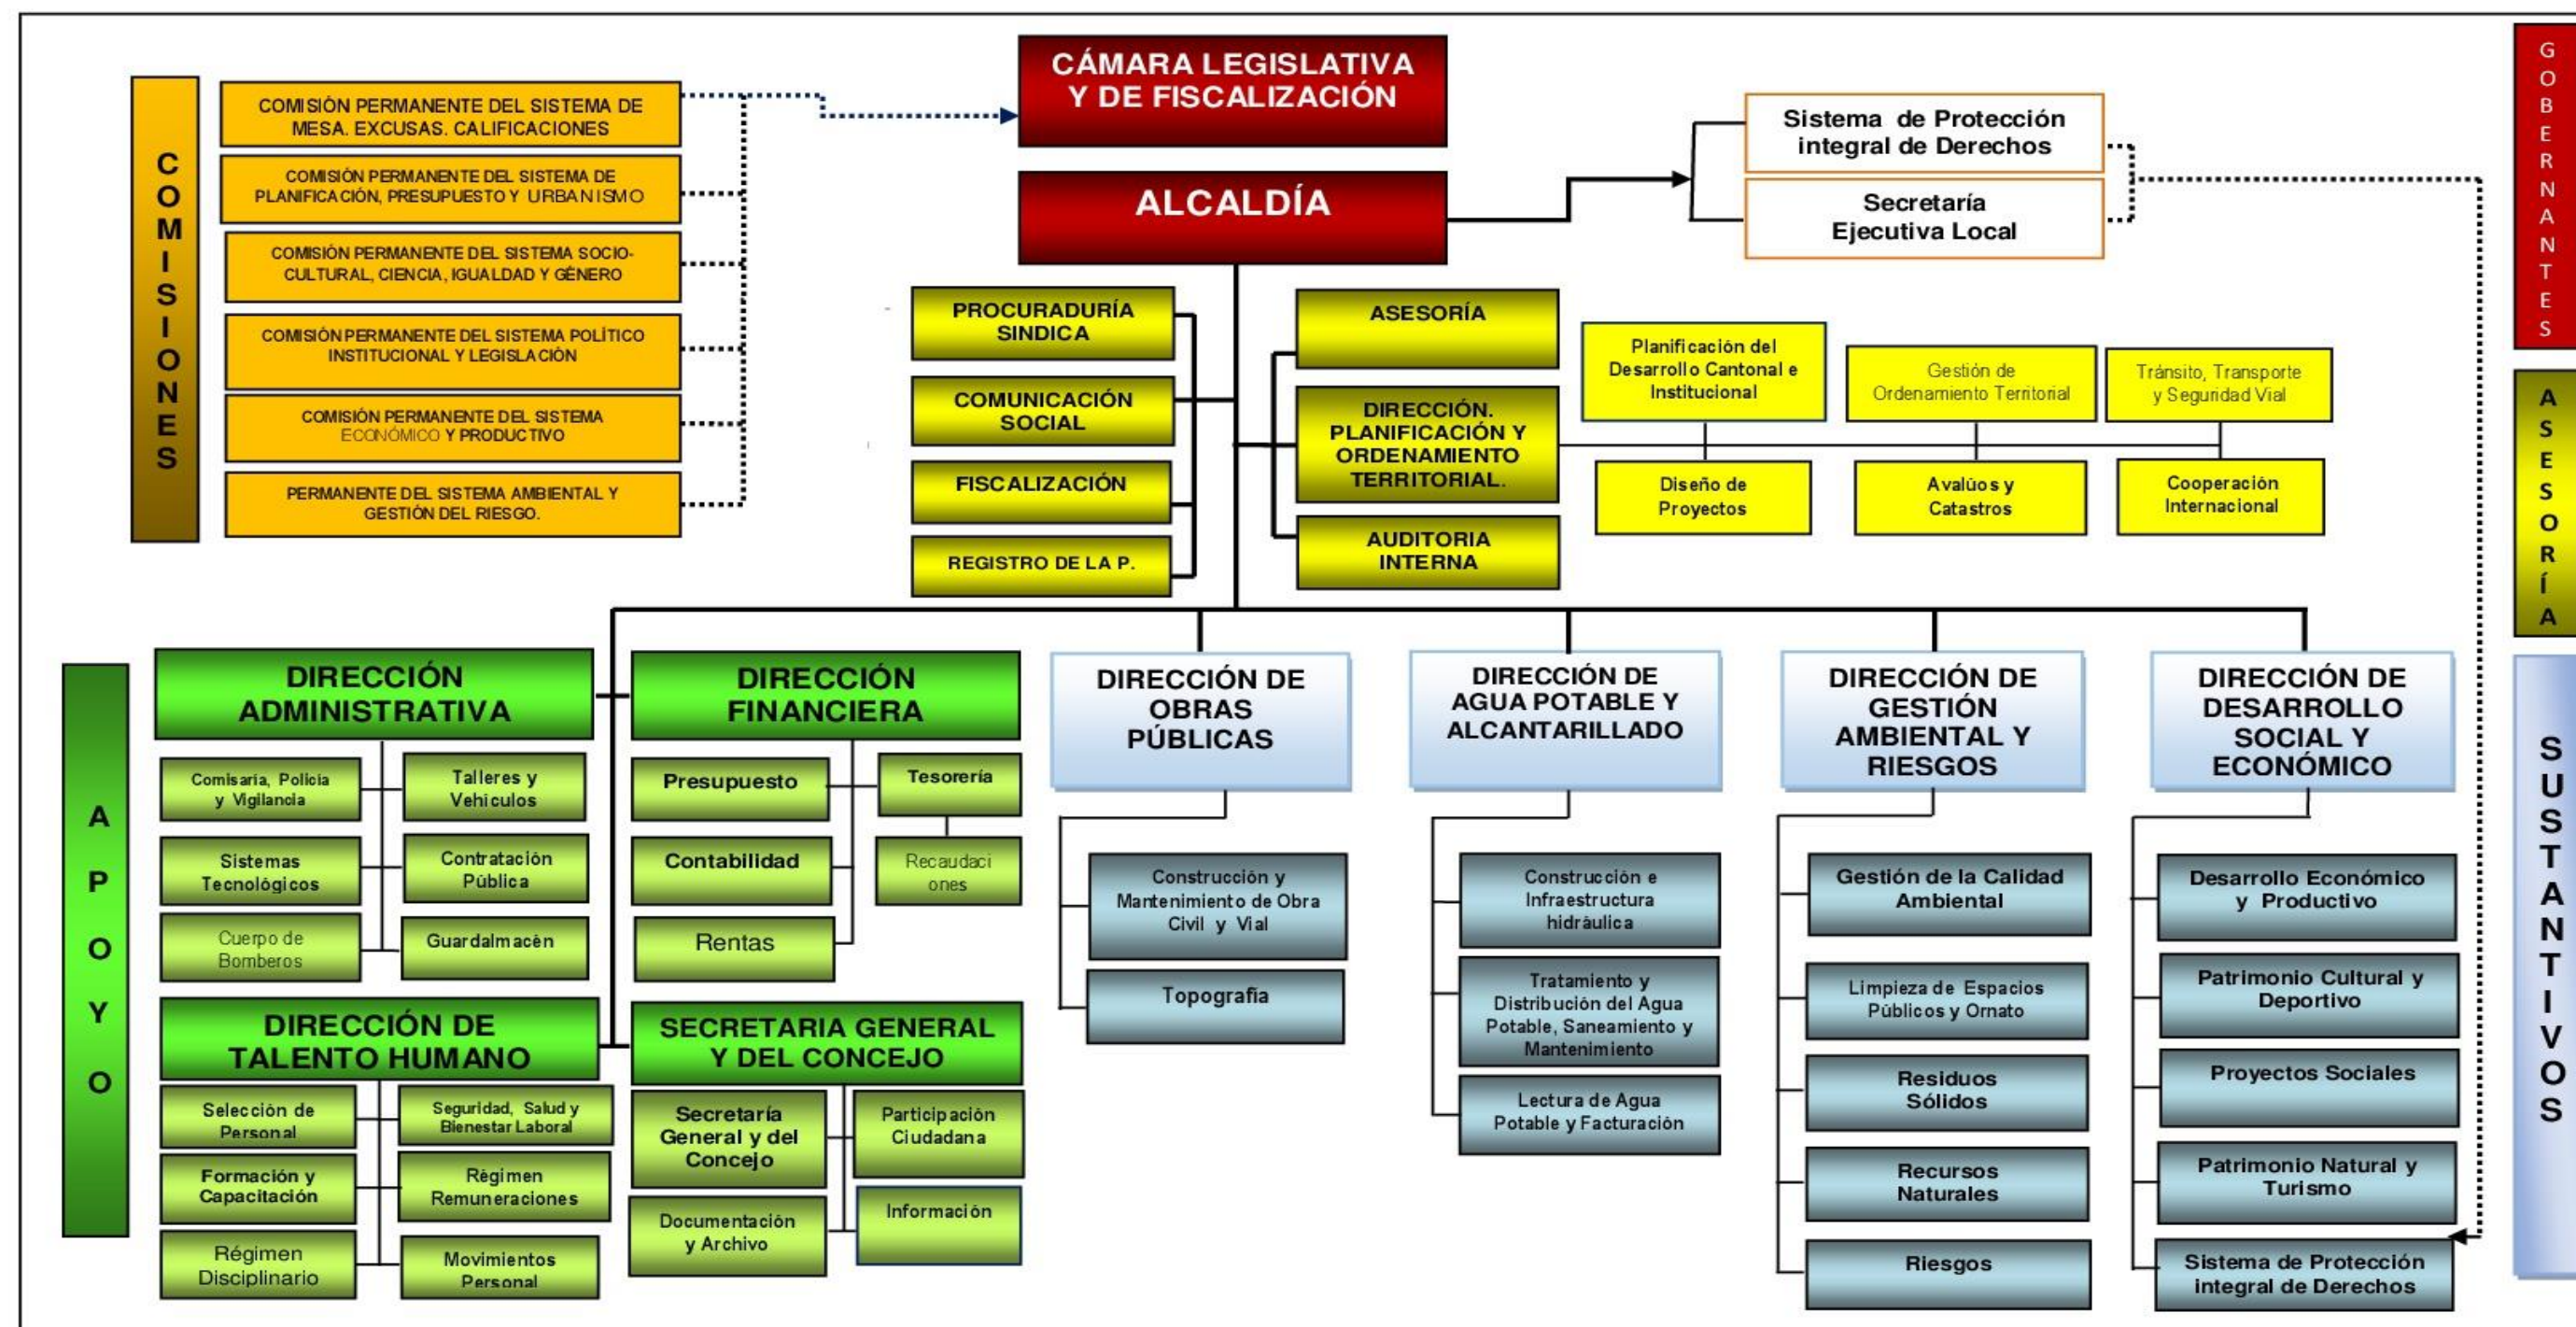 CÁMARA LEGISLATIVA
Y DE FISCALIZACIÓN
ALCALDÍA
Sistema de Protección
integral de Derechos
Secretaría
Ejecutiva Local
GOBERNANTES
COMISIONES
COMISIÓN PERMANENTE DEL SISTEMA DE
MESA. EXCUSAS. CALIFICACIONES
COMISIÓN PERMANENTE DEL SISTEMA DE
PLANIFICACIÓN, PRESUPUESTO Y URBANISMO
COMISIÓN PERMANENTE DEL SISTEMA SOCIO-
CULTURAL, CIENCIA, IGUALDAD Y GÉNERO
COMISIÓN PERMANENTE DEL SISTEMA POLÍTICO
INSTITUCIONAL Y LEGISLACIÓN
COMISIÓN PERMANENTE DEL SISTEMA
ECONÓMICO Y PRODUCTIVO
PERMANENTE DEL SISTEMA AMBIENTAL Y
GESTIÓN DEL RIESGO.
PROCURADURÍA
SINDICA
COMUNICACIÓN
SOCIAL
FISCALIZACIÓN
REGISTRO DE LA P.
ASESORÍA
DIRECCIÓN.
PLANIFICACIÓN Y
ORDENAMIENTO
TERRITORIAL.
AUDITORIA
INTERNA
Planificación del
Desarrollo Cantonal e
Institucional
Gestión de
Ordenamiento Territorial
Tránsito, Transporte
y Seguridad Vial
Diseño de
Proyectos
Avalúos y
Catastros
Cooperación
Internacional
ASESORÍA
APOYO
DIRECCIÓN
ADMINISTRATIVA
Comisaría, Policía
y Vigilancia
Talleres y
Vehículos
Sistemas
Tecnológicos
Contratación
Pública
Cuerpo de
Bomberos
Guardalmacén
DIRECCIÓN
FINANCIERA
Presupuesto
Tesorería
Contabilidad
Recaudaci
ones
Rentas
DIRECCIÓN DE
TALENTO HUMANO
Selección de
Personal
Seguridad, Salud y
Bienestar Laboral
Formación y
Capacitación
Régimen
Remuneraciones
Régimen
Disciplinario
Movimientos
Personal
SECRETARIA GENERAL
Y DEL CONCEJO
Secretaría
General y del
Concejo
Participación
Ciudadana
Documentación
y Archivo
Información
DIRECCIÓN DE
OBRAS
PÚBLICAS
Construcción y
Mantenimiento de Obra
Civil y Vial
Topografía
DIRECCIÓN DE
AGUA POTABLE Y
ALCANTARILLADO
Construcción e
Infraestructura
hidráulica
Tratamiento y
Distribución del Agua
Potable, Saneamiento y
Mantenimiento
Lectura de Agua
Potable y Facturación
DIRECCIÓN DE
GESTIÓN
AMBIENTAL Y
RIESGOS
Gestión de la Calidad
Ambiental
Limpieza de Espacios
Públicos y Ornato
Residuos
Sólidos
Recursos
Naturales
Riesgos
DIRECCIÓN DE
DESARROLLO
SOCIAL Y
ECONÓMICO
Desarrollo Económico
y Productivo
Patrimonio Cultural y
Deportivo
Proyectos Sociales
Patrimonio Natural y
Turismo
Sistema de Protección
integral de Derechos
SUSTANTIVOS